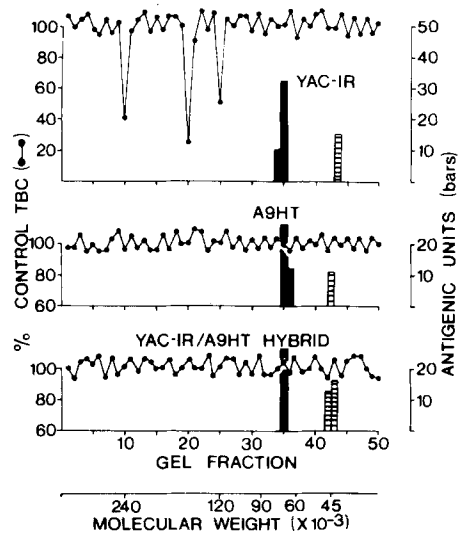 100
80
60
40
20
50
40
30
20
10
YAC-IR
A9HT
100
80
60
20
10
YAC-IR/A9HT HYBRID
100
80
60
20
10
% CONTROL TBC (●—●)
ANTIGENIC UNITS (bars)
10 20 30 40 50
GEL FRACTION
240 120 90 60 45
MOLECULAR WEIGHT (X10⁻³)